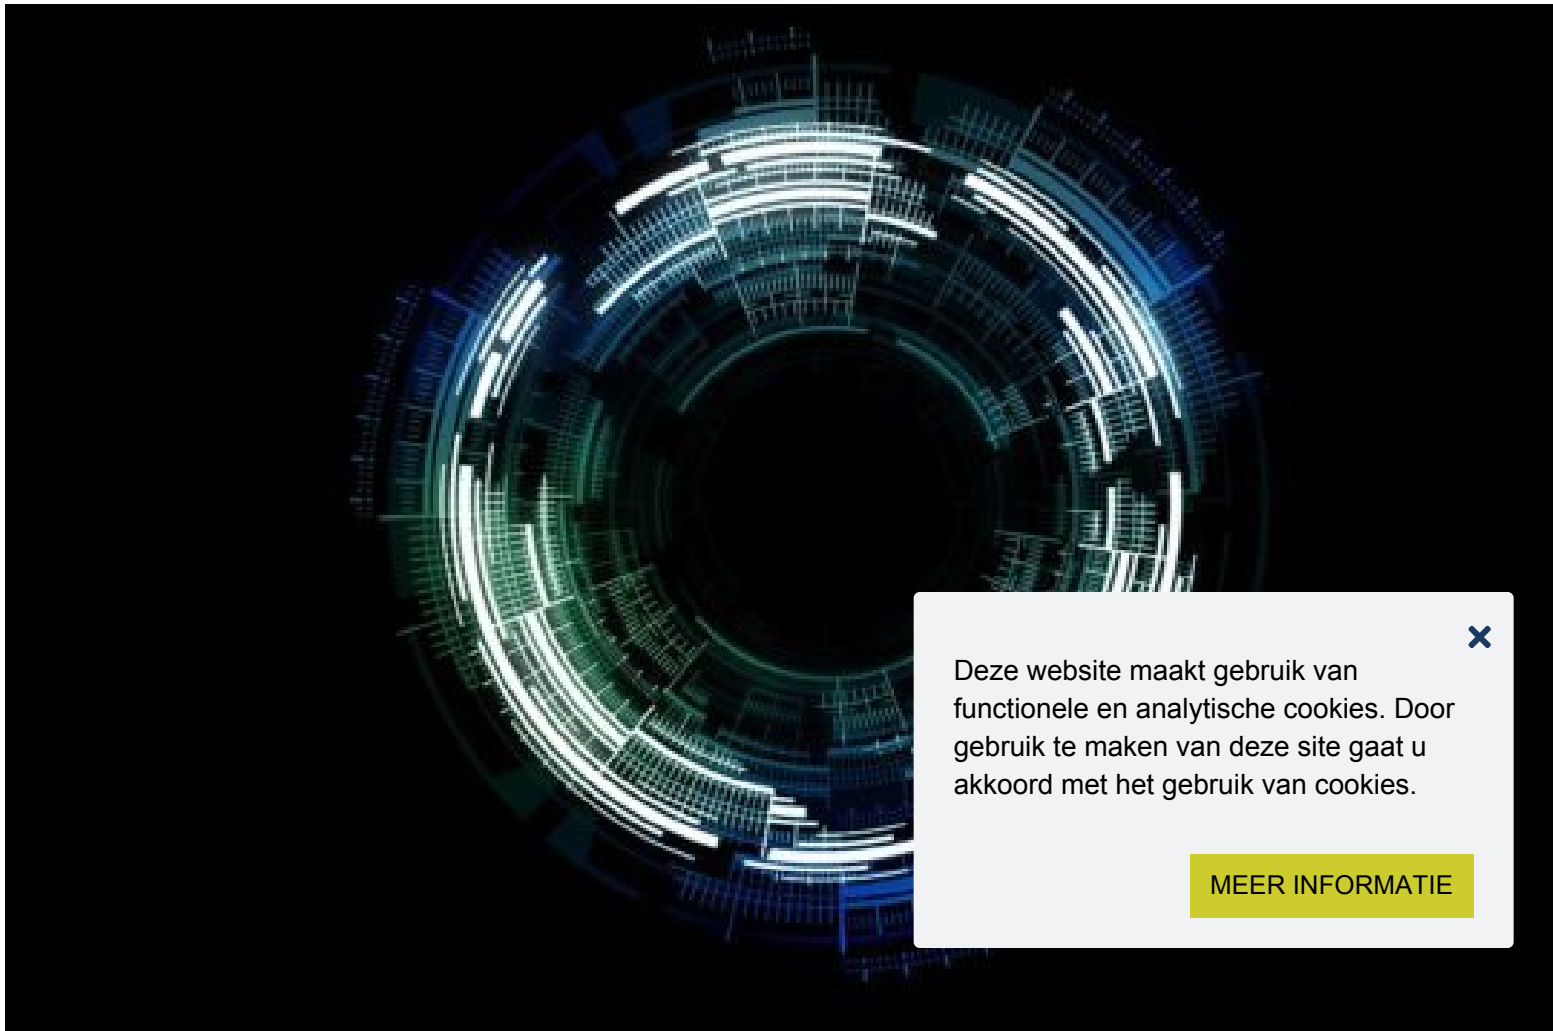 Deze website maakt gebruik van
functionele en analytische cookies. Door
gebruik te maken van deze site gaat u
akkoord met het gebruik van cookies.
MEER INFORMATIE